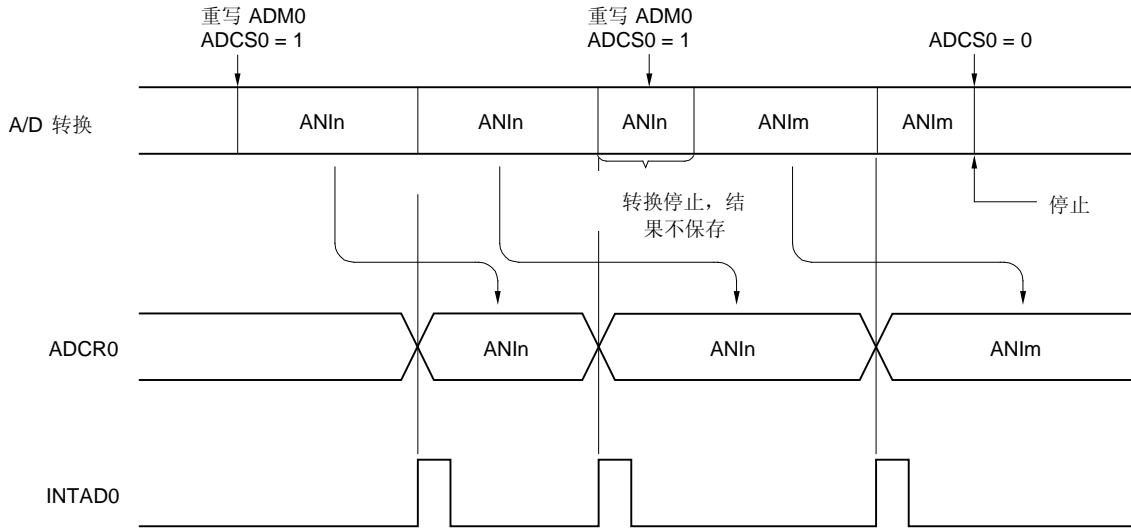 重写 ADM0
ADCS0 = 1
重写 ADM0
ADCS0 = 1
ADCS0 = 0
A/D 转换
ANIn
ANIn
ANIn
ANIm
ANIm
转换停止，结
果不保存
停止
ADCR0
ANIn
ANIn
ANIm
INTAD0